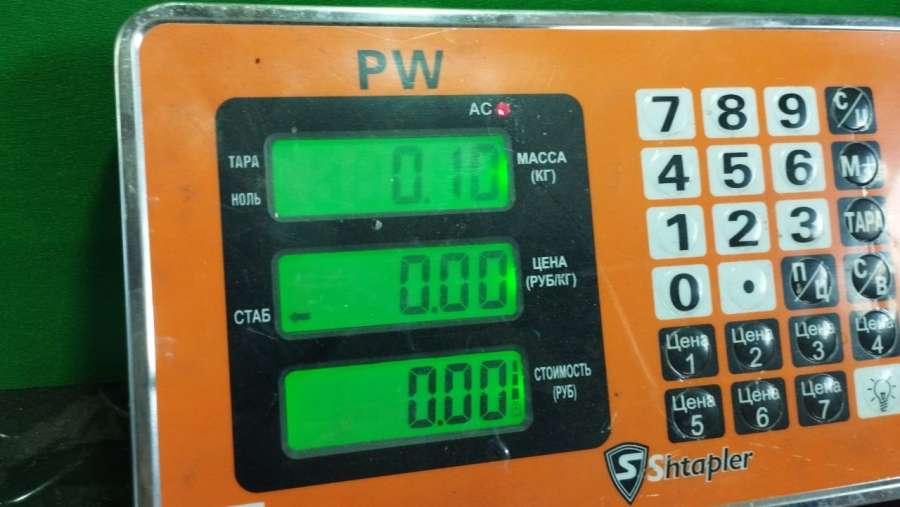 PW
AC
ТАРА
0.10
МАССА
(КГ)
НОЛЬ
0.00
ЦЕНА
(РУБ/КГ)
СТАБ
0.00
СТОИМОСТЬ
(РУБ)
7 8 9 С/Ц
4 5 6 М+
1 2 3 ТАРА
0 . П/Ц С/В
Цена 1 Цена 2 Цена 3 Цена 4
Цена 5 Цена 6 Цена 7
S Shtapler